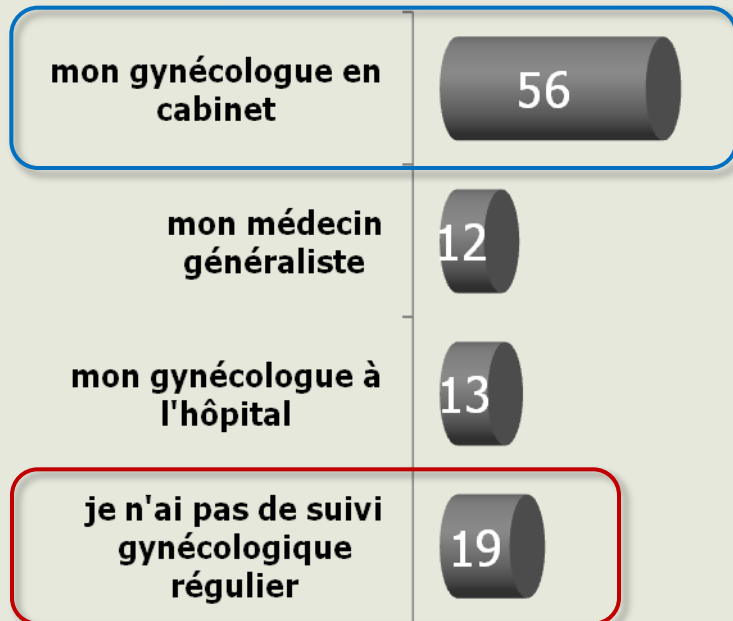 mon gynécologue en
cabinet
56
mon médecin
généraliste
12
mon gynécologue à
l'hôpital
13
je n'ai pas de suivi
gynécologique
régulier
19